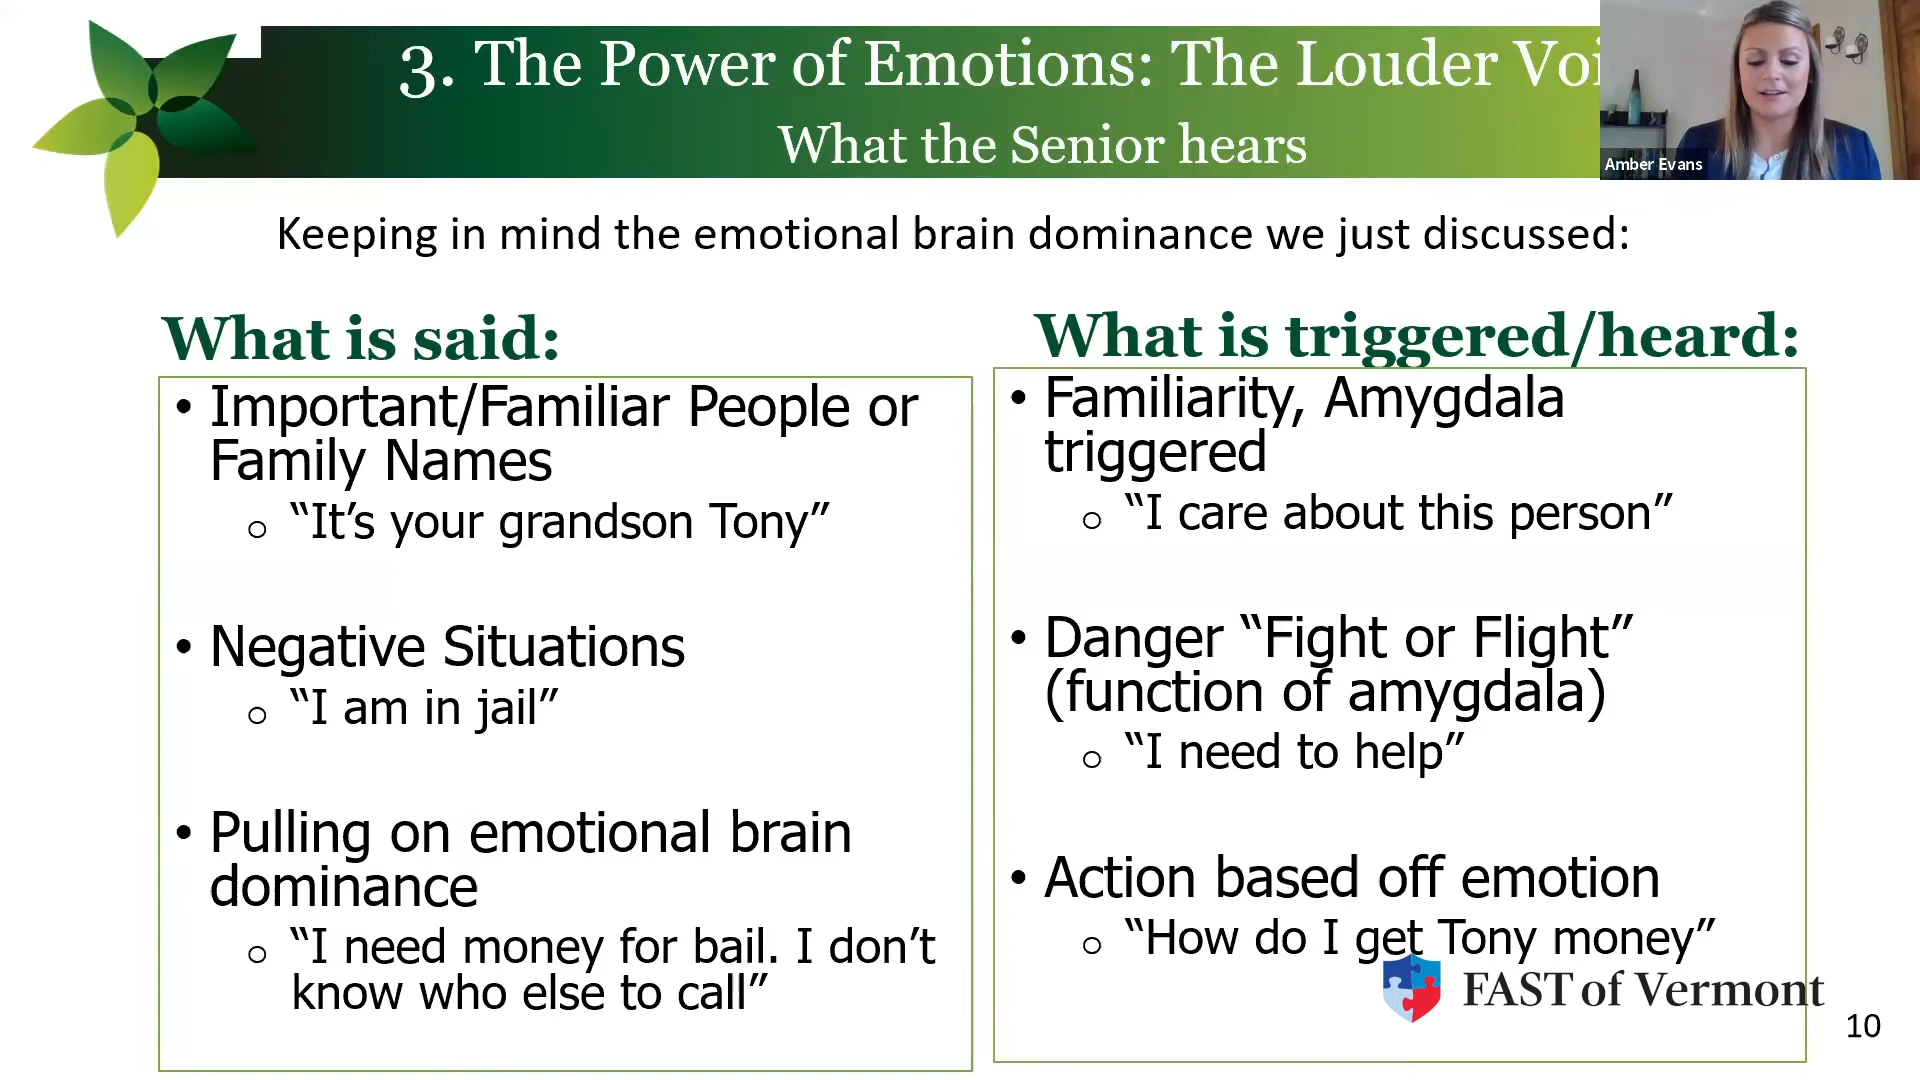 3. The Power of Emotions: The Louder Voi
What the Senior hears
Amber Evans
Keeping in mind the emotional brain dominance we just discussed:
What is said:
• Important/Familiar People or
Family Names
o “It’s your grandson Tony”
• Negative Situations
o “I am in jail”
• Pulling on emotional brain
dominance
o “I need money for bail. I don’t
know who else to call”
What is triggered/heard:
• Familiarity, Amygdala
triggered
o “I care about this person”
• Danger “Fight or Flight”
(function of amygdala)
o “I need to help”
• Action based off emotion
o “How do I get Tony money”
FAST of Vermont
10